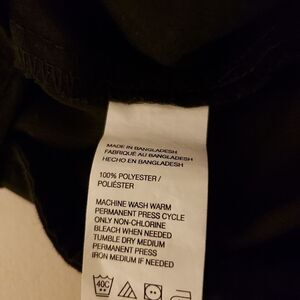 MADE IN BANGLADESH
FABRIQUÉ AU BANGLADESH
HECHO EN BANGLADESH
100% POLYESTER /
POLIÉSTER
MACHINE WASH WARM
PERMANENT PRESS CYCLE
ONLY NON-CHLORINE
BLEACH WHEN NEEDED
TUMBLE DRY MEDIUM
PERMANENT PRESS
IRON MEDIUM IF NEEDED
40C